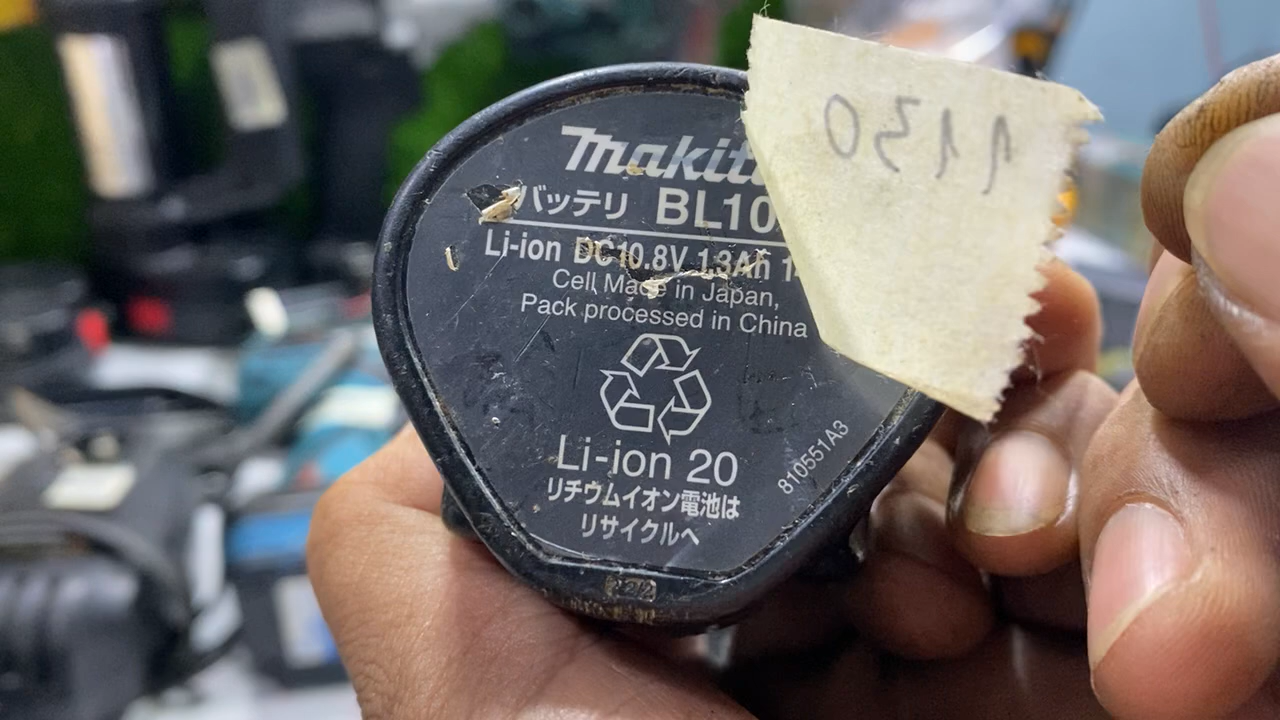 1130
makita
バッテリ BL10
Li-ion DC10.8V 1.3Ah
Cell Made in Japan,
Pack processed in China
Li-ion 20
リチウムイオン電池は
リサイクルへ
810551A3